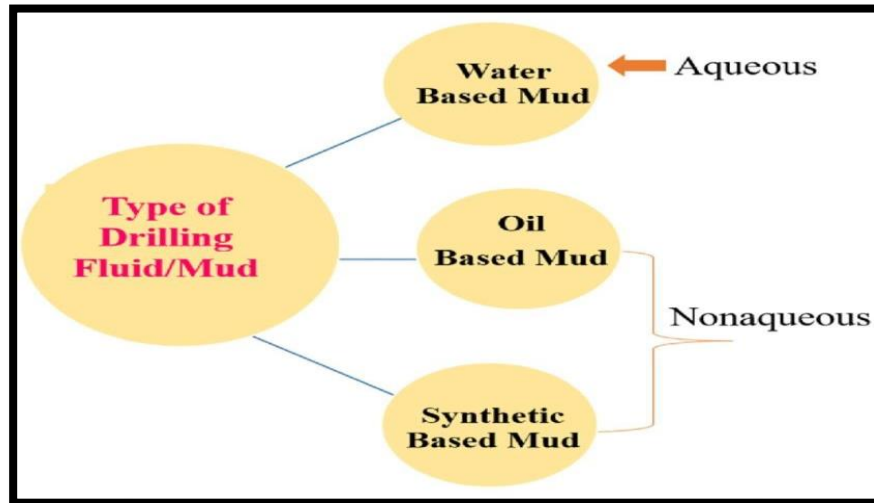 Type of
Drilling
Fluid/Mud
Water
Based Mud
Aqueous
Oil
Based Mud
Synthetic
Based Mud
Nonaqueous